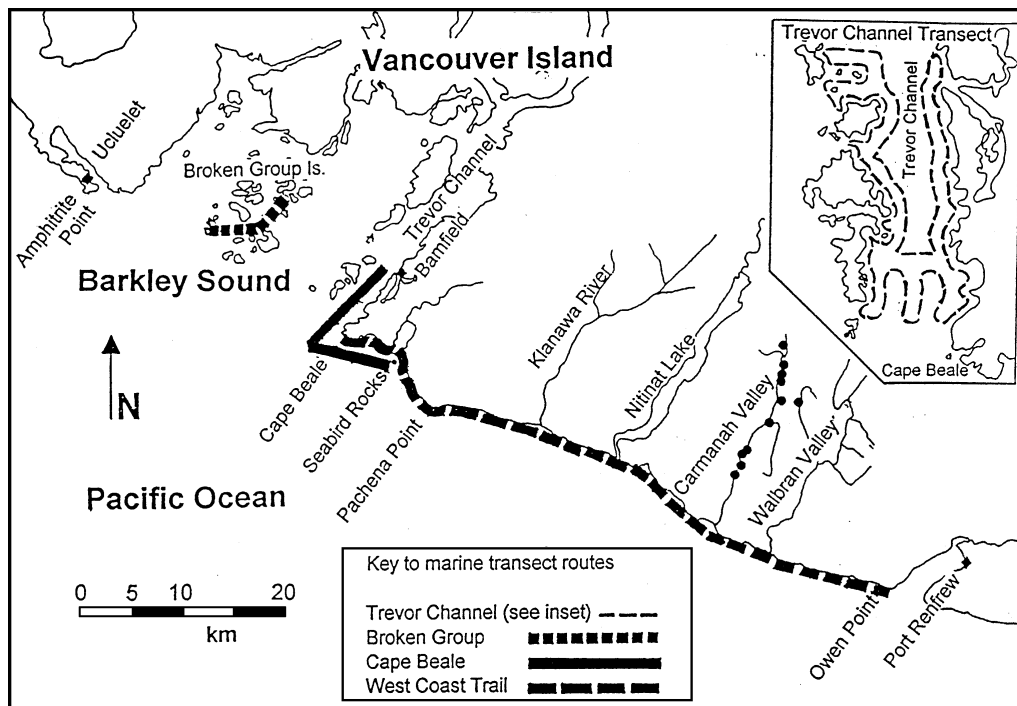 Vancouver Island
Trevor Channel Transect
Trevor Channel
Cape Beale
Ucluelet
Amphitrite
Point
Broken Group Is.
Trevor Channel
Bamfield
Barkley Sound
N
Cape Beale
Seabird Rocks
Pachena Point
Klanawa River
Nitinat Lake
Carmanah Valley
Walbran Valley
Pacific Ocean
Owen Point
Port Renfrew
0 5 10 20
km
Key to marine transect routes
Trevor Channel (see inset)
Broken Group
Cape Beale
West Coast Trail